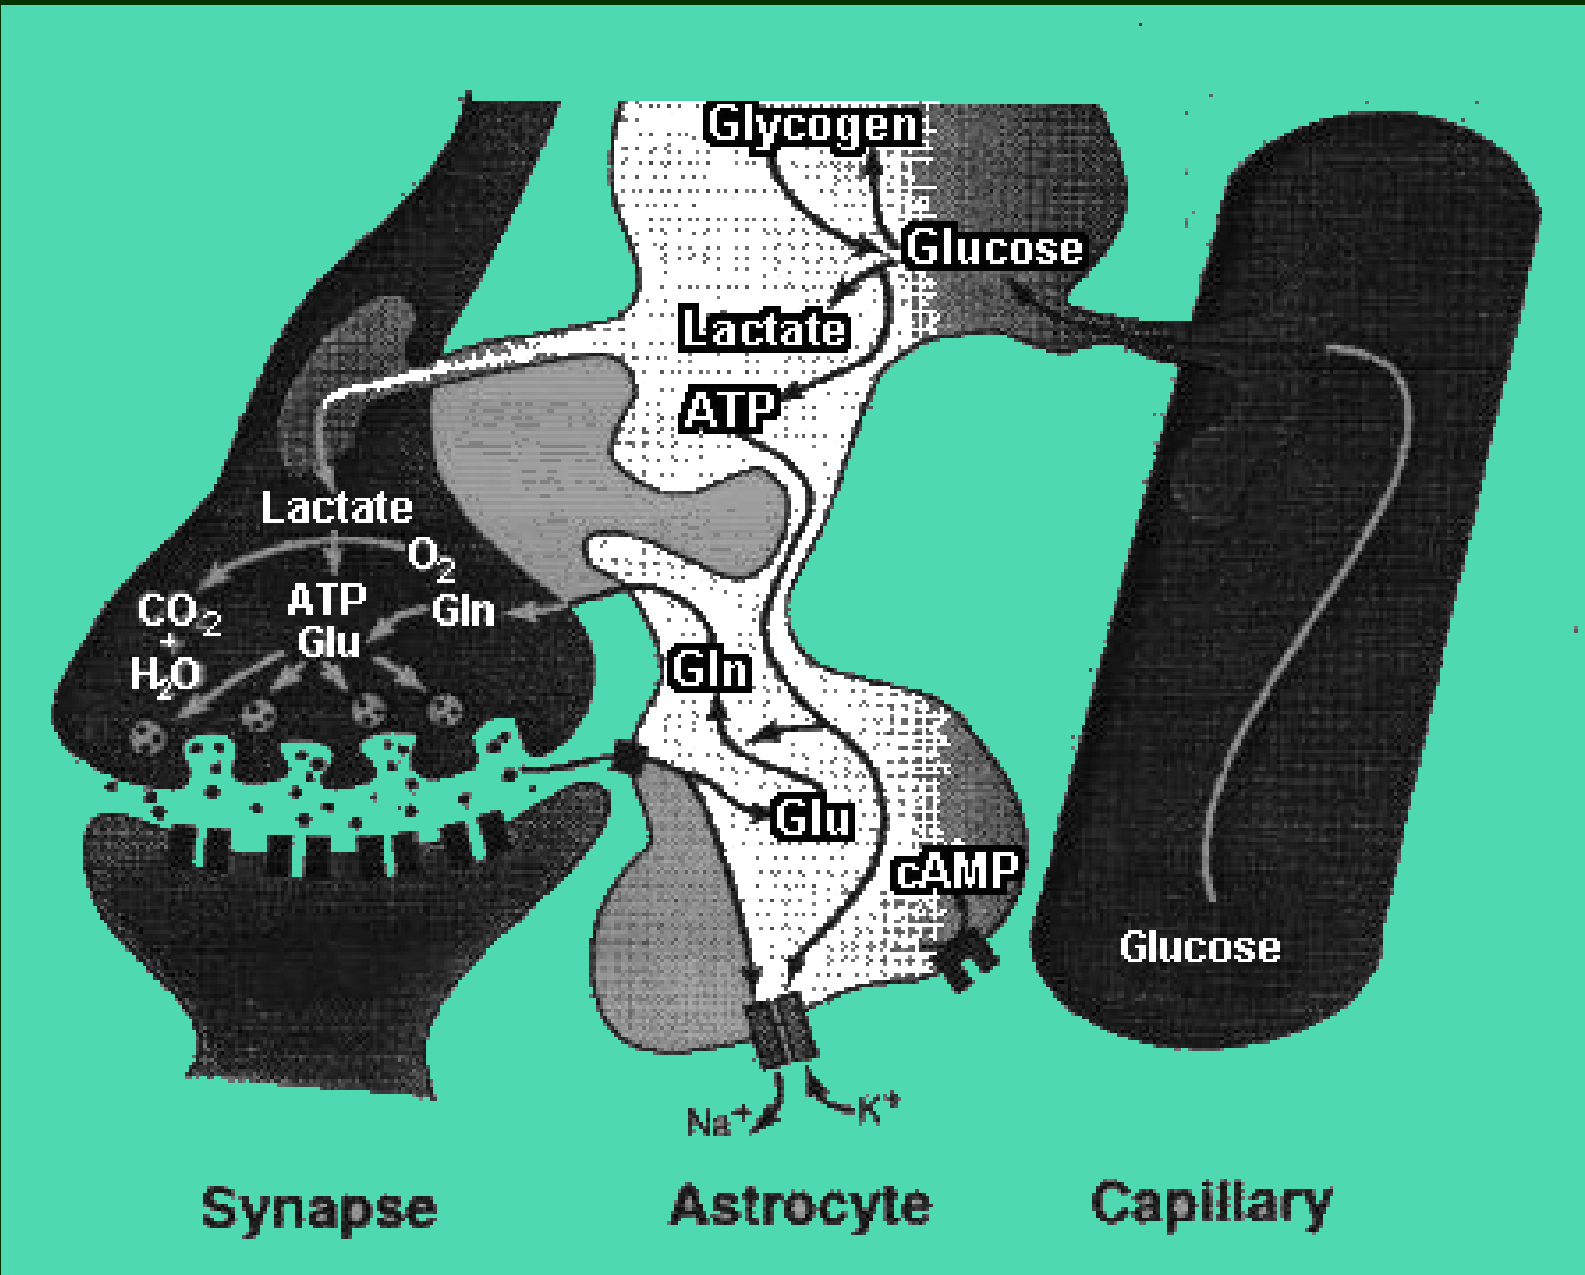 Glycogen
Glucose
Lactate
ATP
Lactate
O₂
CO₂
+
H₂O
ATP
Glu
Gln
Gln
Glu
cAMP
Glucose
Na⁺
K⁺
Synapse
Astrocyte
Capillary